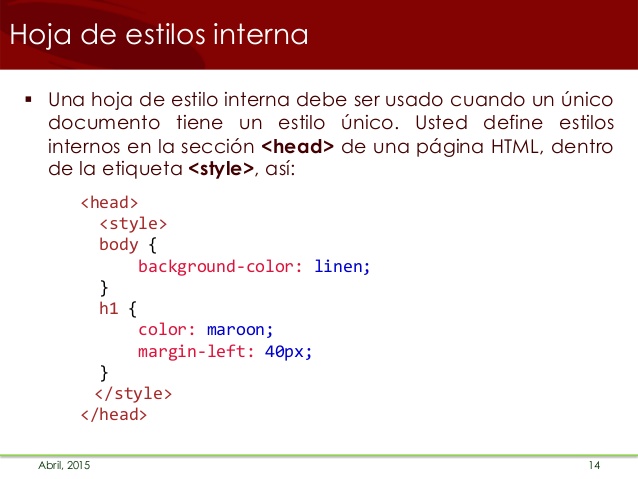 Hoja de estilos interna
▪ Una hoja de estilo interna debe ser usado cuando un único
documento tiene un estilo único. Usted define estilos
internos en la sección <head> de una página HTML, dentro
de la etiqueta <style>, así:
<head>
<style>
body {
background-color: linen;
}
h1 {
color: maroon;
margin-left: 40px;
}
</style>
</head>
Abril, 2015 14